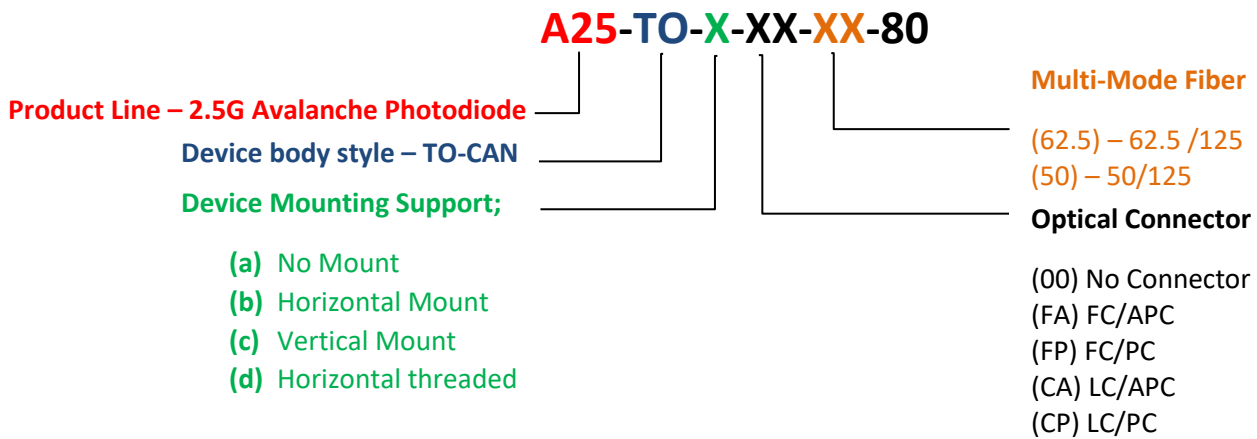 A25-TO-X-XX-XX-80
Product Line – 2.5G Avalanche Photodiode
Device body style – TO-CAN
Device Mounting Support;
(a) No Mount
(b) Horizontal Mount
(c) Vertical Mount
(d) Horizontal threaded
Multi-Mode Fiber
(62.5) – 62.5 /125
(50) – 50/125
Optical Connector
(00) No Connector
(FA) FC/APC
(FP) FC/PC
(CA) LC/APC
(CP) LC/PC